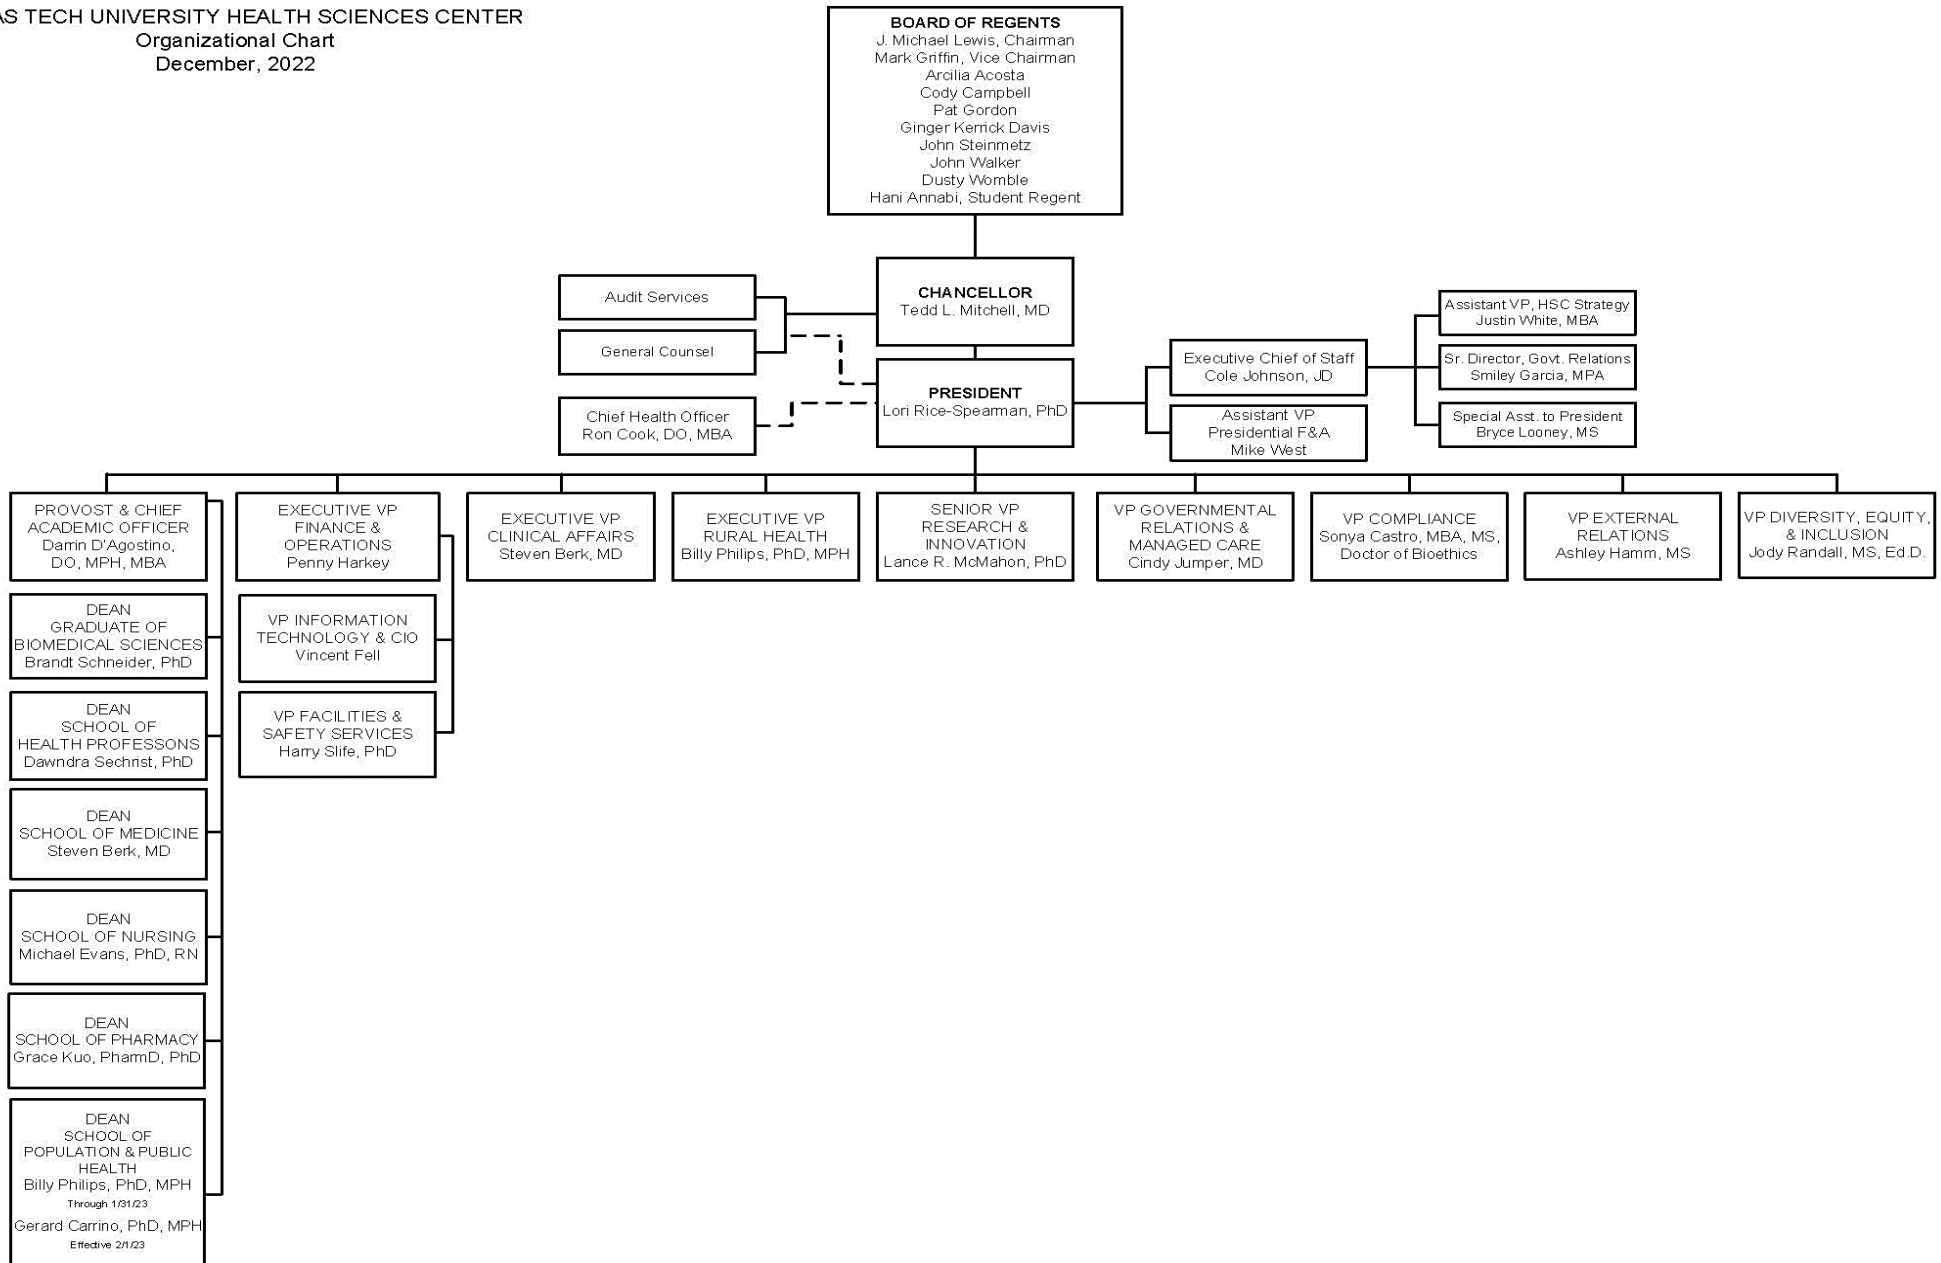 AS TECH UNIVERSITY HEALTH SCIENCES CENTER
Organizational Chart
December, 2022
BOARD OF REGENTS
J. Michael Lewis, Chairman
Mark Griffin, Vice Chairman
Arcilia Acosta
Cody Campbell
Pat Gordon
Ginger Kerrick Davis
John Steinmetz
John Walker
Dusty Womble
Hani Annabi, Student Regent
CHANCELLOR
Tedd L. Mitchell, MD
Audit Services
General Counsel
PRESIDENT
Lori Rice-Spearman, PhD
Chief Health Officer
Ron Cook, DO, MBA
Executive Chief of Staff
Cole Johnson, JD
Assistant VP
Presidential F&A
Mike West
Assistant VP, HSC Strategy
Justin White, MBA
Sr. Director, Govt. Relations
Smiley Garcia, MPA
Special Asst. to President
Bryce Looney, MS
PROVOST & CHIEF
ACADEMIC OFFICER
Darrin D'Agostino,
DO, MPH, MBA
EXECUTIVE VP
FINANCE &
OPERATIONS
Penny Harkey
EXECUTIVE VP
CLINICAL AFFAIRS
Steven Berk, MD
EXECUTIVE VP
RURAL HEALTH
Billy Philips, PhD, MPH
SENIOR VP
RESEARCH &
INNOVATION
Lance R. McMahon, PhD
VP GOVERNMENTAL
RELATIONS &
MANAGED CARE
Cindy Jumper, MD
VP COMPLIANCE
Sonya Castro, MBA, MS,
Doctor of Bioethics
VP EXTERNAL
RELATIONS
Ashley Hamm, MS
VP DIVERSITY, EQUITY,
& INCLUSION
Jody Randall, MS, Ed.D.
DEAN
GRADUATE OF
BIOMEDICAL SCIENCES
Brandt Schneider, PhD
VP INFORMATION
TECHNOLOGY & CIO
Vincent Fell
DEAN
SCHOOL OF
HEALTH PROFESSONS
Dawndra Sechrist, PhD
VP FACILITIES &
SAFETY SERVICES
Harry Slife, PhD
DEAN
SCHOOL OF MEDICINE
Steven Berk, MD
DEAN
SCHOOL OF NURSING
Michael Evans, PhD, RN
DEAN
SCHOOL OF PHARMACY
Grace Kuo, PharmD, PhD
DEAN
SCHOOL OF
POPULATION & PUBLIC
HEALTH
Billy Philips, PhD, MPH
Through 1/31/23
Gerard Carrino, PhD, MPH
Effective 2/1/23